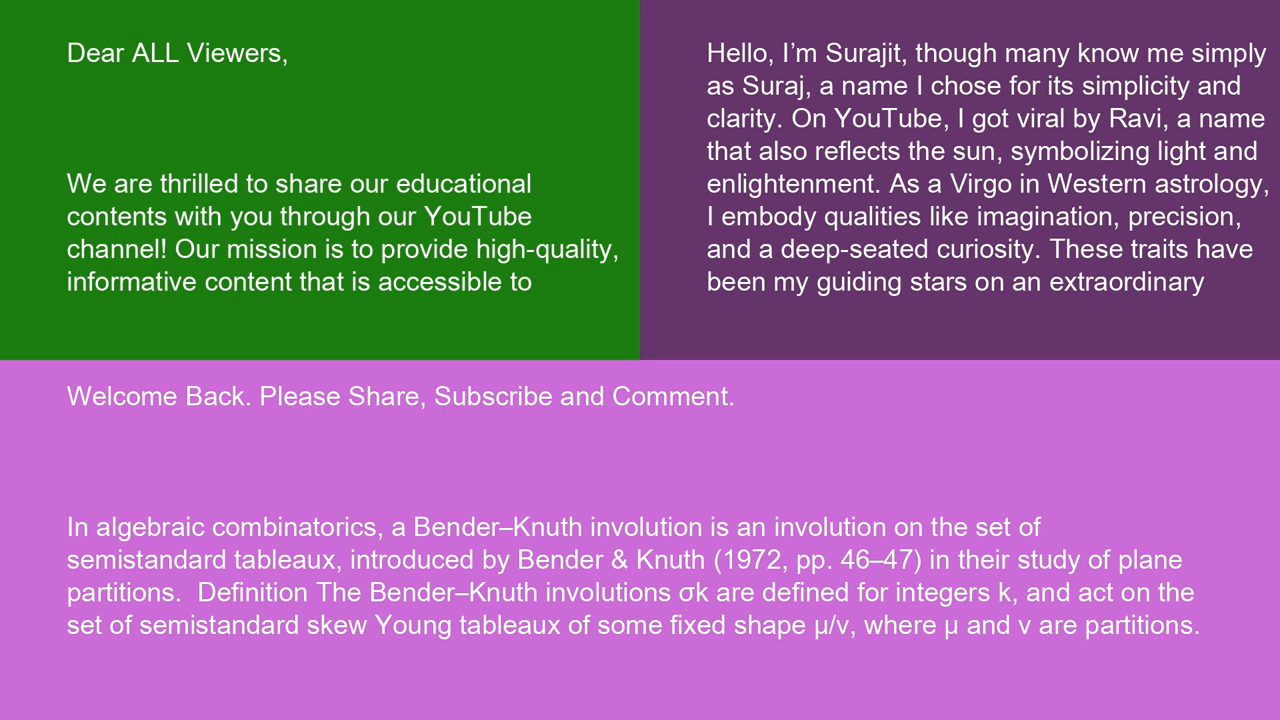 Dear ALL Viewers,
We are thrilled to share our educational
contents with you through our YouTube
channel! Our mission is to provide high-quality,
informative content that is accessible to
Hello, I’m Surajit, though many know me simply
as Suraj, a name I chose for its simplicity and
clarity. On YouTube, I got viral by Ravi, a name
that also reflects the sun, symbolizing light and
enlightenment. As a Virgo in Western astrology,
I embody qualities like imagination, precision,
and a deep-seated curiosity. These traits have
been my guiding stars on an extraordinary
Welcome Back. Please Share, Subscribe and Comment.
In algebraic combinatorics, a Bender–Knuth involution is an involution on the set of
semistandard tableaux, introduced by Bender & Knuth (1972, pp. 46–47) in their study of plane
partitions.  Definition The Bender–Knuth involutions σk are defined for integers k, and act on the
set of semistandard skew Young tableaux of some fixed shape μ/ν, where μ and ν are partitions.